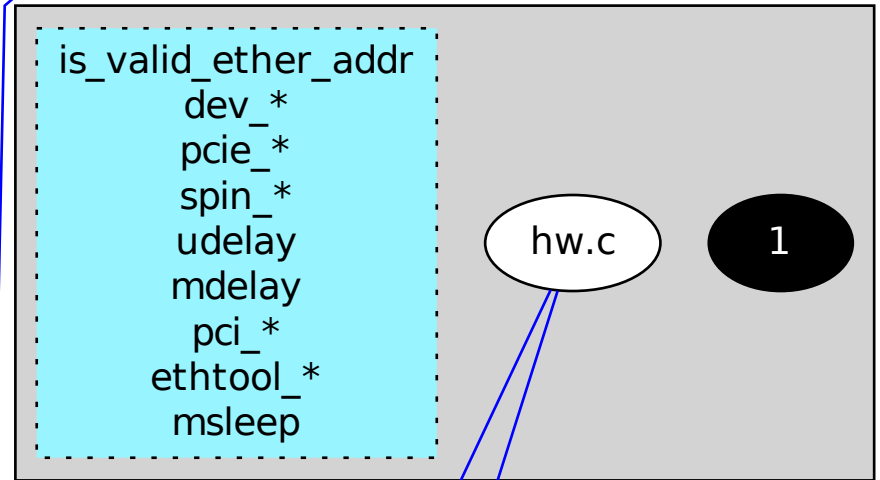 is_valid_ether_addr
dev_*
pcie_*
spin_*
udelay
mdelay
pci_*
ethtool_*
msleep
hw.c
1